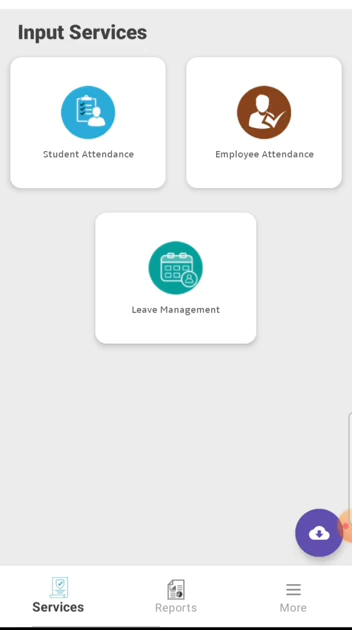 Input Services
Student Attendance
Employee Attendance
Leave Management
Services
Reports
More